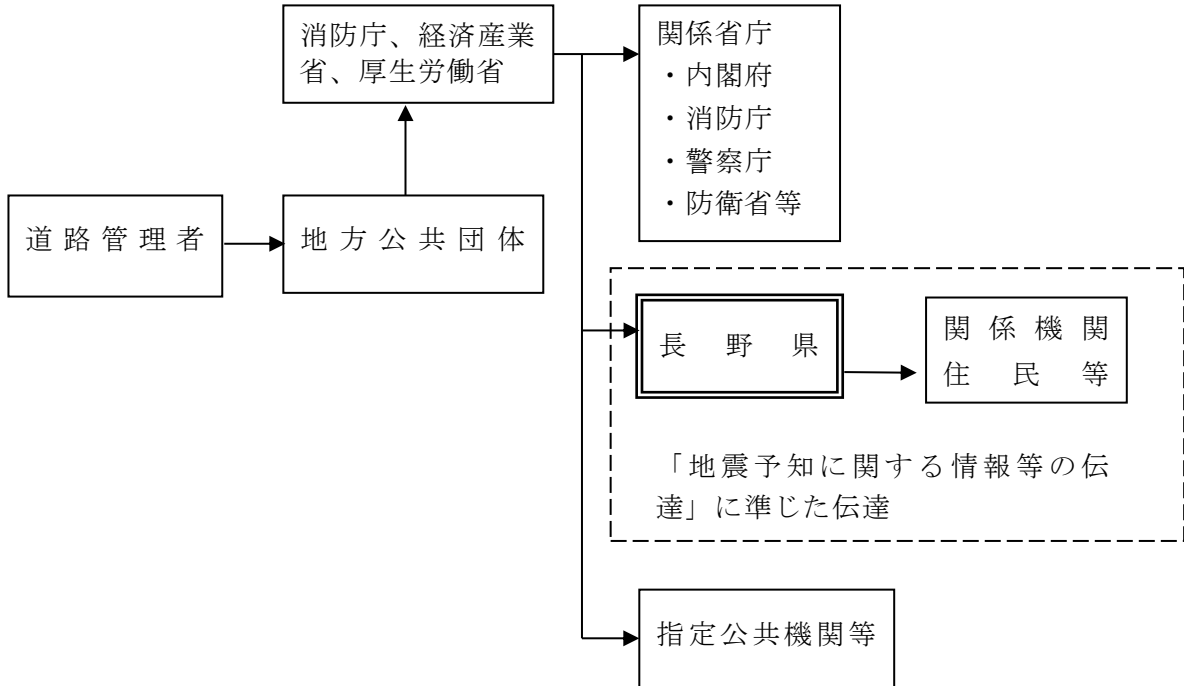 消防庁、経済産業
省、厚生労働省
関係省庁
・内閣府
・消防庁
・警察庁
・防衛省等
道路管理者
地方公共団体
長野県
関係機関
住民等
「地震予知に関する情報等の伝
達」に準じた伝達
指定公共機関等